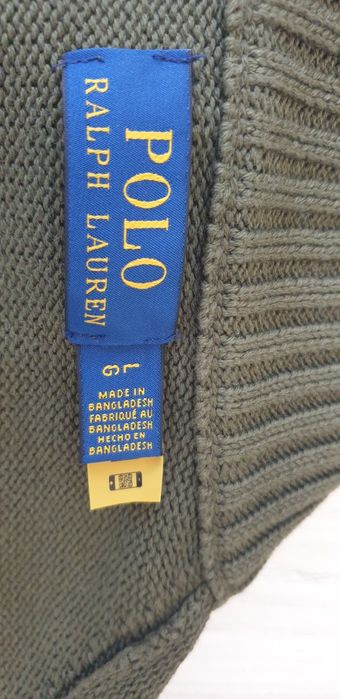 POLO
RALPH LAUREN
L
G
MADE IN
BANGLADESH
FABRIQUÉ AU
BANGLADESH
HECHO EN
BANGLADESH